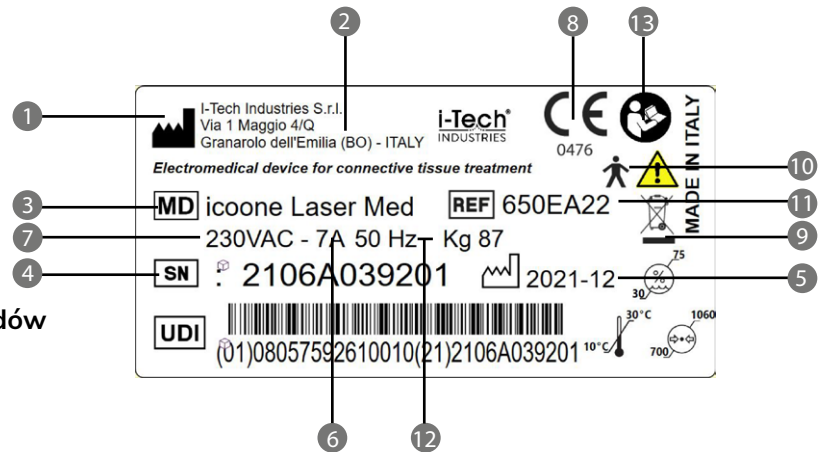 2
8
13
1
I-Tech Industries S.r.l.
Via 1 Maggio 4/Q
Granarolo dell'Emilia (BO) - ITALY
i-Tech®
INDUSTRIES
CE
0476
MADE IN ITALY
Electromedical device for connective tissue treatment
10
3
MD icoone Laser Med REF 650EA22
11
7
230VAC - 7A 50 Hz - Kg 87
9
4
SN : 2106A039201 2021-12
5
75
%
30
dów
UDI
(01)08057592610010(21)2106A039201
10°C
30°C
1060
700
6
12